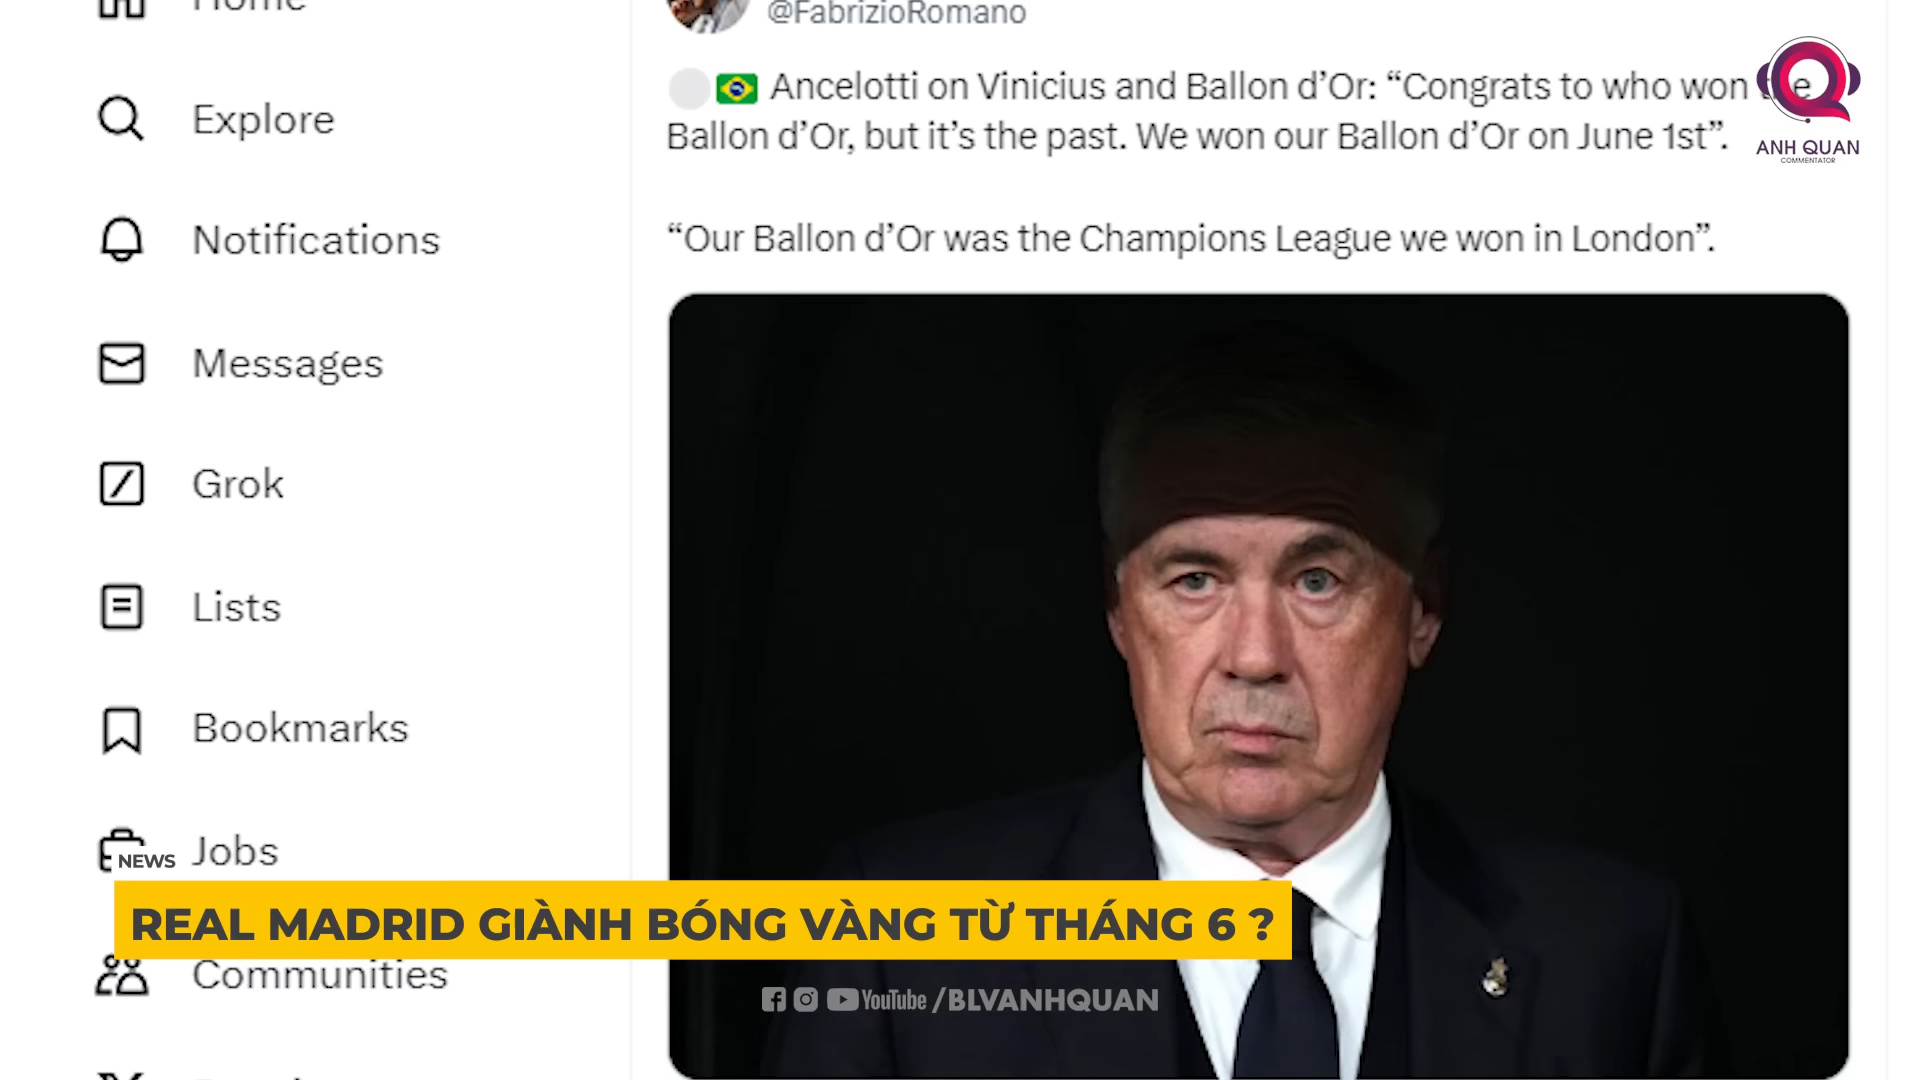 Home
@FabrizioRomano
Ancelotti on Vinicius and Ballon d’Or: “Congrats to who won the
Ballon d’Or, but it’s the past. We won our Ballon d’Or on June 1st”.
“Our Ballon d’Or was the Champions League we won in London”.
ANH QUAN
COMMENTATOR
Explore
Notifications
Messages
Grok
Lists
Bookmarks
Jobs
NEWS
REAL MADRID GIÀNH BÓNG VÀNG TỪ THÁNG 6 ?
Communities
YouTube /BLVANHQUAN